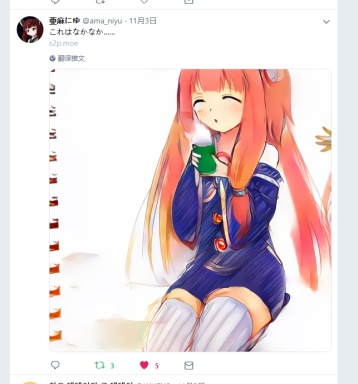 亜麻にゆ @ama_niyu · 11月3日
これはなかなか……
s2p.moe
翻译推文
3
5